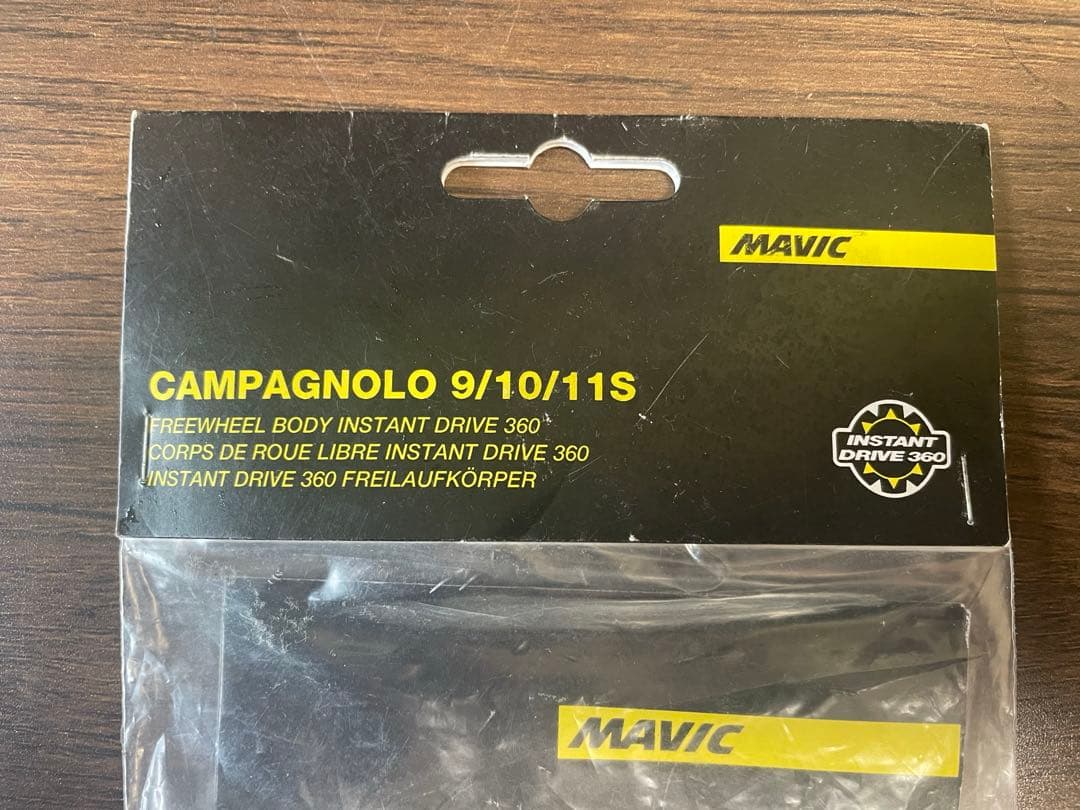 MAVIC
CAMPAGNOLO 9/10/11S
FREEWHEEL BODY INSTANT DRIVE 360
CORPS DE ROUE LIBRE INSTANT DRIVE 360
INSTANT DRIVE 360 FREILAUFKÖRPER
INSTANT
DRIVE 360
MAVIC